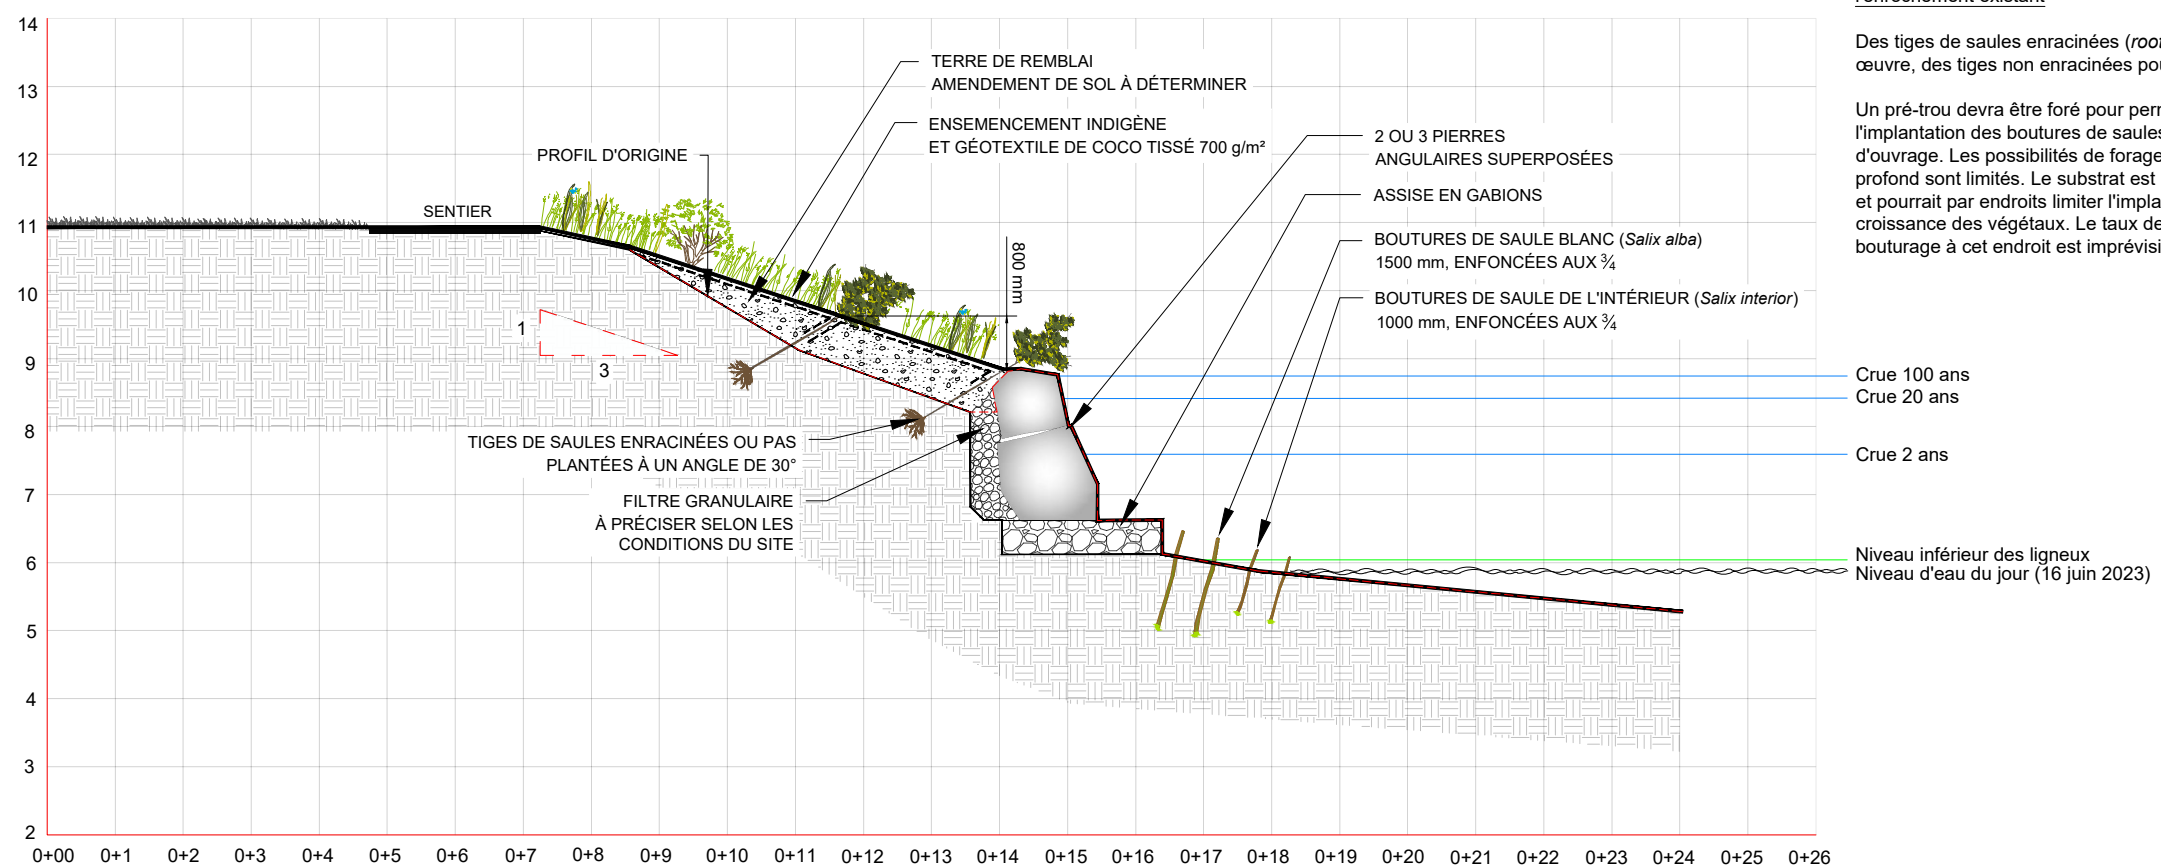 l'enrochement existant
Des tiges de saules enracinées (
œuvre, des tiges non enracinées
Un pré-trou devra être foré pour
l'implantation des boutures de saules
d'ouvrage. Les possibilités de forage
profond sont limités. Le substrat est
et pourrait par endroits limiter
croissance des végétaux. Le taux de
bouturage à cet endroit est
TERRE DE REMBLAI
AMENDEMENT DE SOL À DÉTERMINER
ENSEMENCEMENT INDIGÈNE
ET GÉOTEXTILE DE COCO TISSÉ 700 g/m²
PROFIL D'ORIGINE
SENTIER
2 OU 3 PIERRES
ANGULAIRES SUPERPOSÉES
ASSISE EN GABIONS
BOUTURES DE SAULE BLANC (Salix alba)
1500 mm, ENFONCÉES AUX ¾
BOUTURES DE SAULE DE L'INTÉRIEUR (Salix interior)
1000 mm, ENFONCÉES AUX ¾
800 mm
1
3
TIGES DE SAULES ENRACINÉES OU PAS
PLANTÉES À UN ANGLE DE 30°
FILTRE GRANULAIRE
À PRÉCISER SELON LES
CONDITIONS DU SITE
Crue 100 ans
Crue 20 ans
Crue 2 ans
Niveau inférieur des ligneux
Niveau d'eau du jour (16 juin 2023)
14
13
12
11
10
9
8
7
6
5
4
3
2
0+00 0+1 0+2 0+3 0+4 0+5 0+6 0+7 0+8 0+9 0+10 0+11 0+12 0+13 0+14 0+15 0+16 0+17 0+18 0+19 0+20 0+21 0+22 0+23 0+24 0+25 0+26